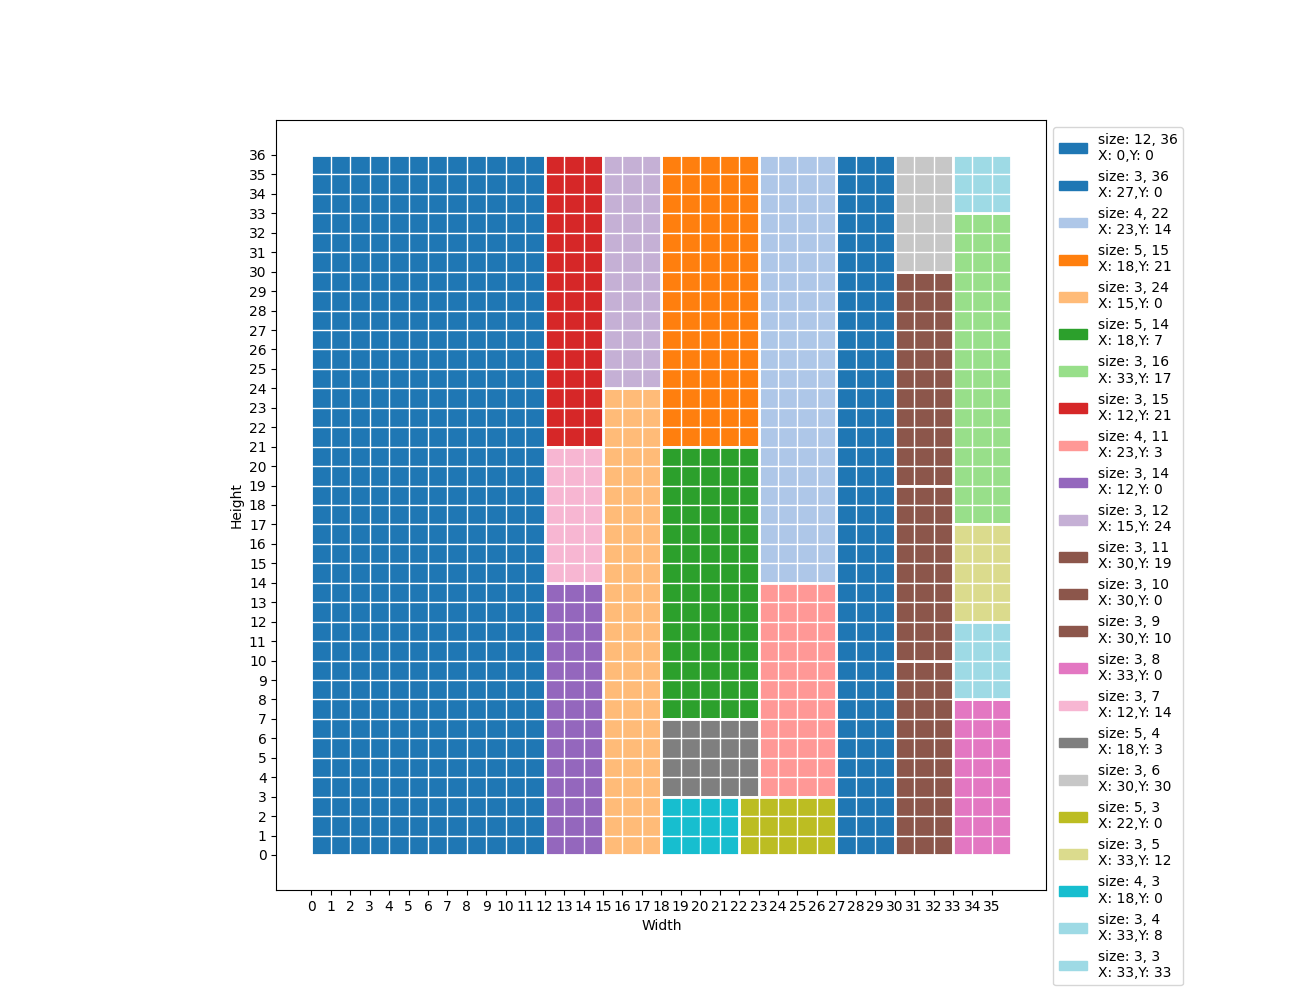 36
35
34
33
32
31
30
29
28
27
26
25
24
23
22
21
20
19
18
17
16
15
14
13
12
11
10
9
8
7
6
5
4
3
2
1
0
Height
0 1 2 3 4 5 6 7 8 9 10 11 12 13 14 15 16 17 18 19 20 21 22 23 24 25 26 27 28 29 30 31 32 33 34 35
Width
size: 12, 36
X: 0,Y: 0
size: 3, 36
X: 27,Y: 0
size: 4, 22
X: 23,Y: 14
size: 5, 15
X: 18,Y: 21
size: 3, 24
X: 15,Y: 0
size: 5, 14
X: 18,Y: 7
size: 3, 16
X: 33,Y: 17
size: 3, 15
X: 12,Y: 21
size: 4, 11
X: 23,Y: 3
size: 3, 14
X: 12,Y: 0
size: 3, 12
X: 15,Y: 24
size: 3, 11
X: 30,Y: 19
size: 3, 10
X: 30,Y: 0
size: 3, 9
X: 30,Y: 10
size: 3, 8
X: 33,Y: 0
size: 3, 7
X: 12,Y: 14
size: 5, 4
X: 18,Y: 3
size: 3, 6
X: 30,Y: 30
size: 5, 3
X: 22,Y: 0
size: 3, 5
X: 33,Y: 12
size: 4, 3
X: 18,Y: 0
size: 3, 4
X: 33,Y: 8
size: 3, 3
X: 33,Y: 33